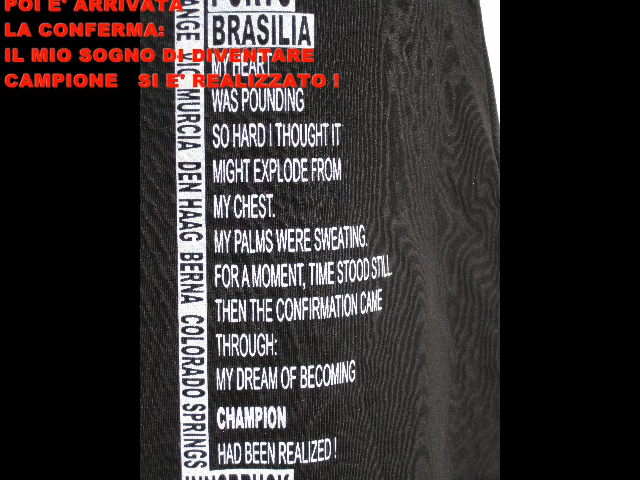 POI E' ARRIVATA
LA CONFERMA:
IL MIO SOGNO DI DIVENTARE
CAMPIONE SI E' REALIZZATO !
PORTO
BRASILIA
MY HEART
WAS POUNDING
SO HARD I THOUGHT IT
MIGHT EXPLODE FROM
MY CHEST.
MY PALMS WERE SWEATING.
FOR A MOMENT, TIME STOOD STILL
THEN THE CONFIRMATION CAME
THROUGH:
MY DREAM OF BECOMING
CHAMPION
HAD BEEN REALIZED !
VIC MURCIA DEN HAAG BERNA COLORADO SPRINGS